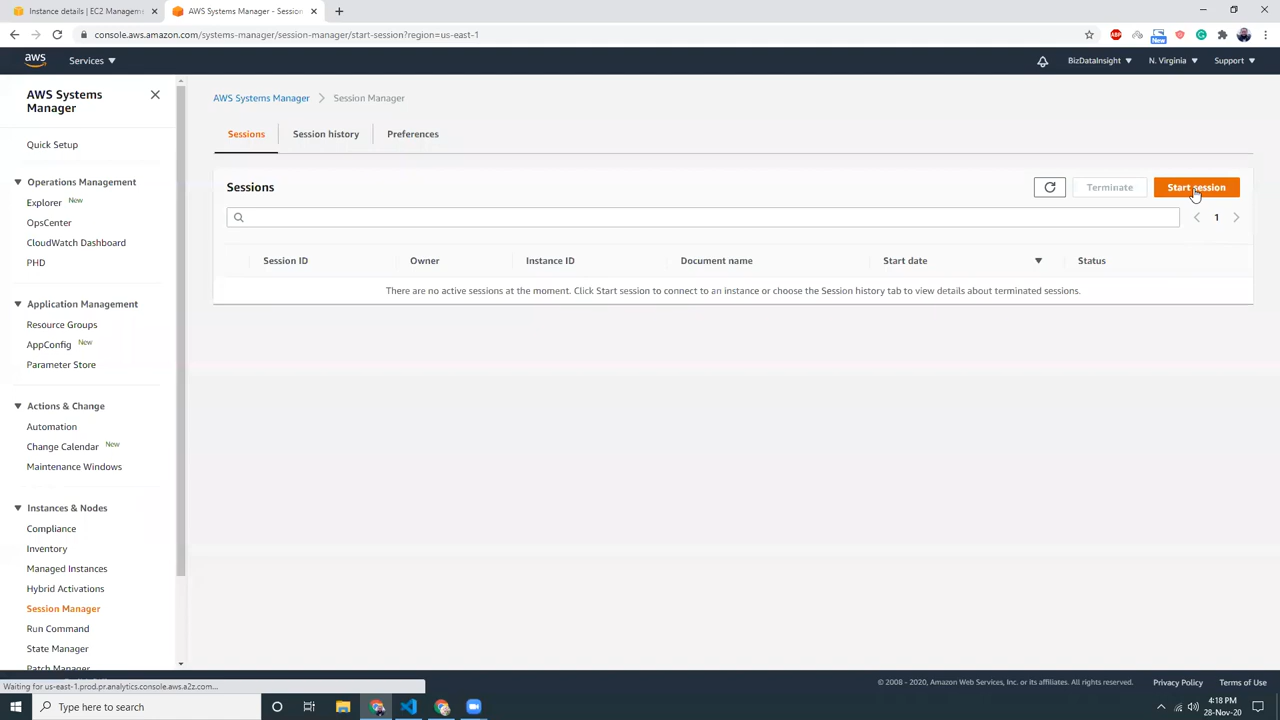 Instance details | EC2 Manageme
AWS Systems Manager - Session
console.aws.amazon.com/systems-manager/session-manager/start-session?region=us-east-1
ABP
New
aws
Services
BizDataInsight
N. Virginia
Support
AWS Systems
Manager
Quick Setup
Operations Management
Explorer New
OpsCenter
CloudWatch Dashboard
PHD
Application Management
Resource Groups
AppConfig New
Parameter Store
Actions & Change
Automation
Change Calendar New
Maintenance Windows
Instances & Nodes
Compliance
Inventory
Managed Instances
Hybrid Activations
Session Manager
Run Command
State Manager
Patch Manager
AWS Systems Manager > Session Manager
Sessions
Session history
Preferences
Sessions
Terminate
Start session
1
Session ID
Owner
Instance ID
Document name
Start date
Status
There are no active sessions at the moment. Click Start session to connect to an instance or choose the Session history tab to view details about terminated sessions.
Waiting for us-east-1.prod.pr.analytics.console.aws.a2z.com...
© 2008 - 2020, Amazon Web Services, Inc. or its affiliates. All rights reserved.
Privacy Policy
Terms of Use
Type here to search
4:18 PM
28-Nov-20